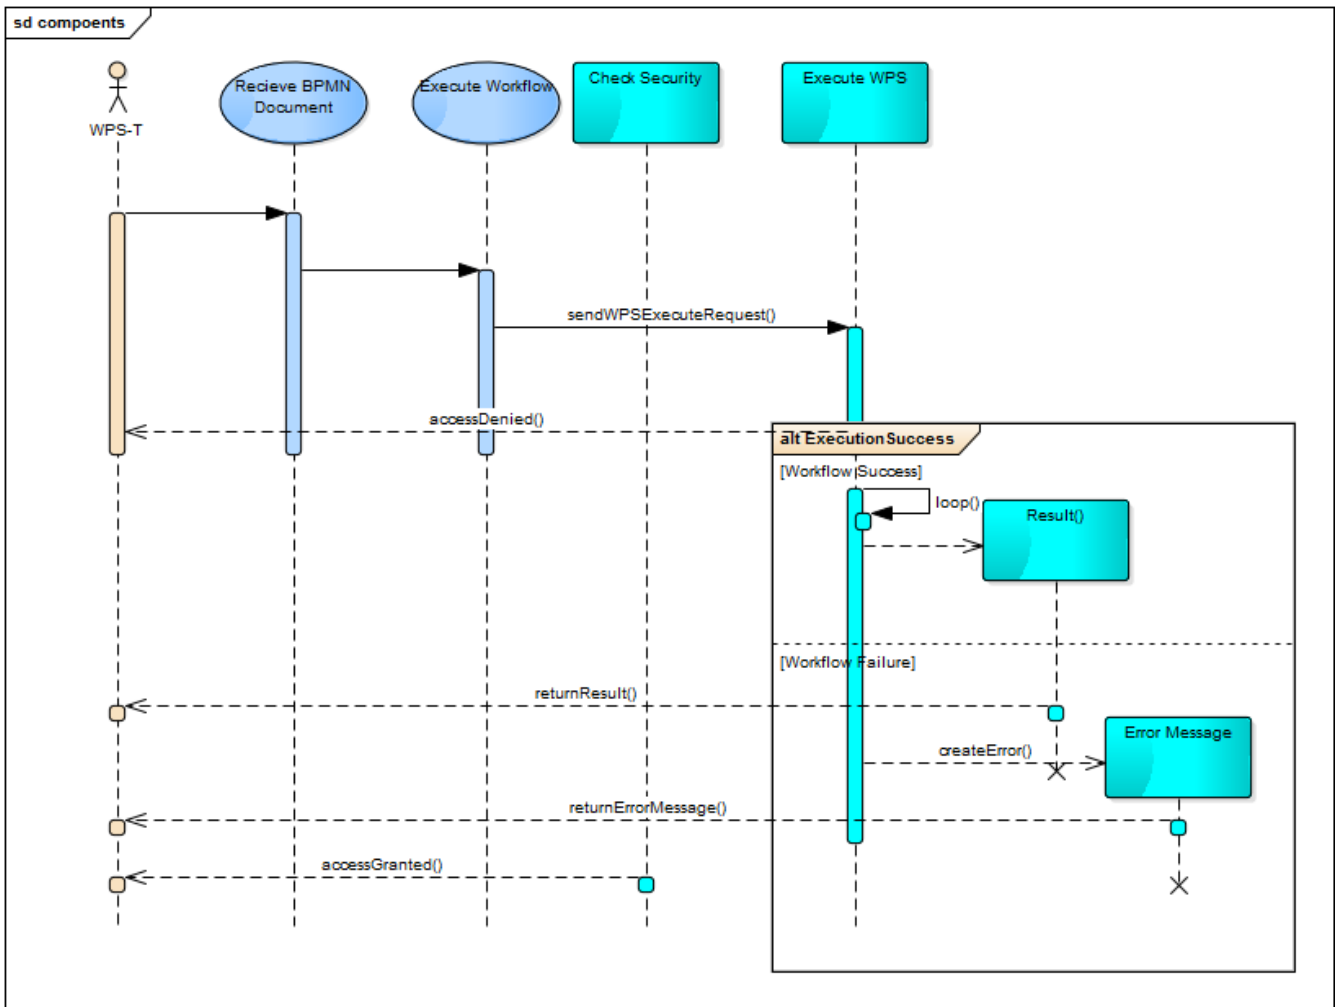 sd compoents
WPS-T
Recieve BPMN
Document
Execute Workflow
Check Security
Execute WPS
sendWPSExecuteRequest()
accessDenied()
alt ExecutionSuccess
[Workflow Success]
loop()
Result()
[Workflow Failure]
returnResult()
Error Message
createError()
returnErrorMessage()
accessGranted()